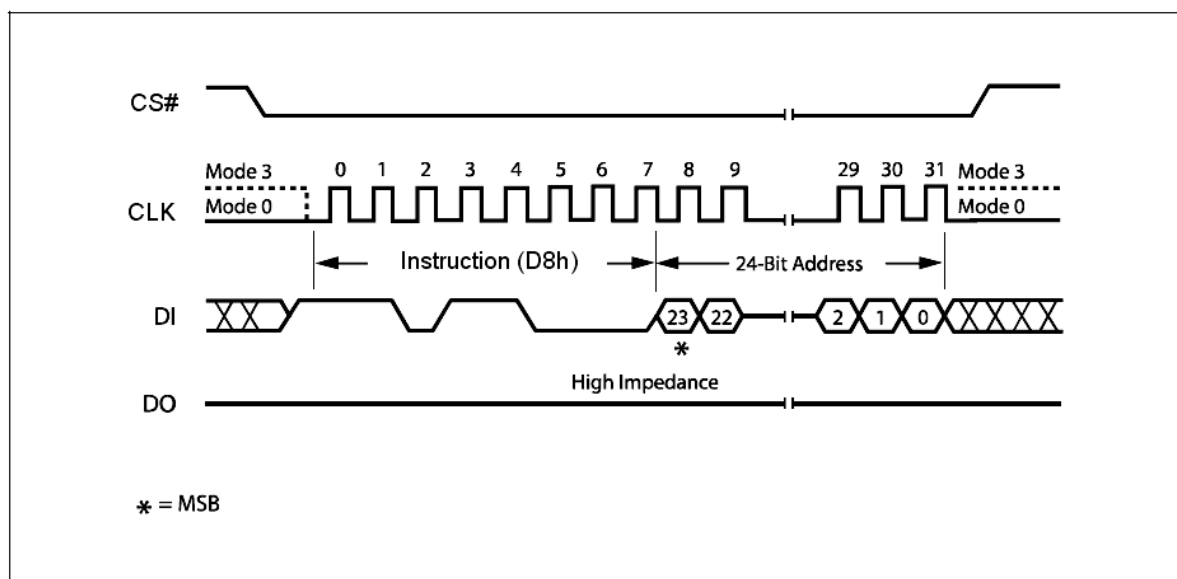 CS#
Mode 3 0 1 2 3 4 5 6 7 8 9 29 30 31 Mode 3
CLK Mode 0 Mode 0
Instruction (D8h) 24-Bit Address
DI 23 22 2 1 0
*
High Impedance
DO
* = MSB